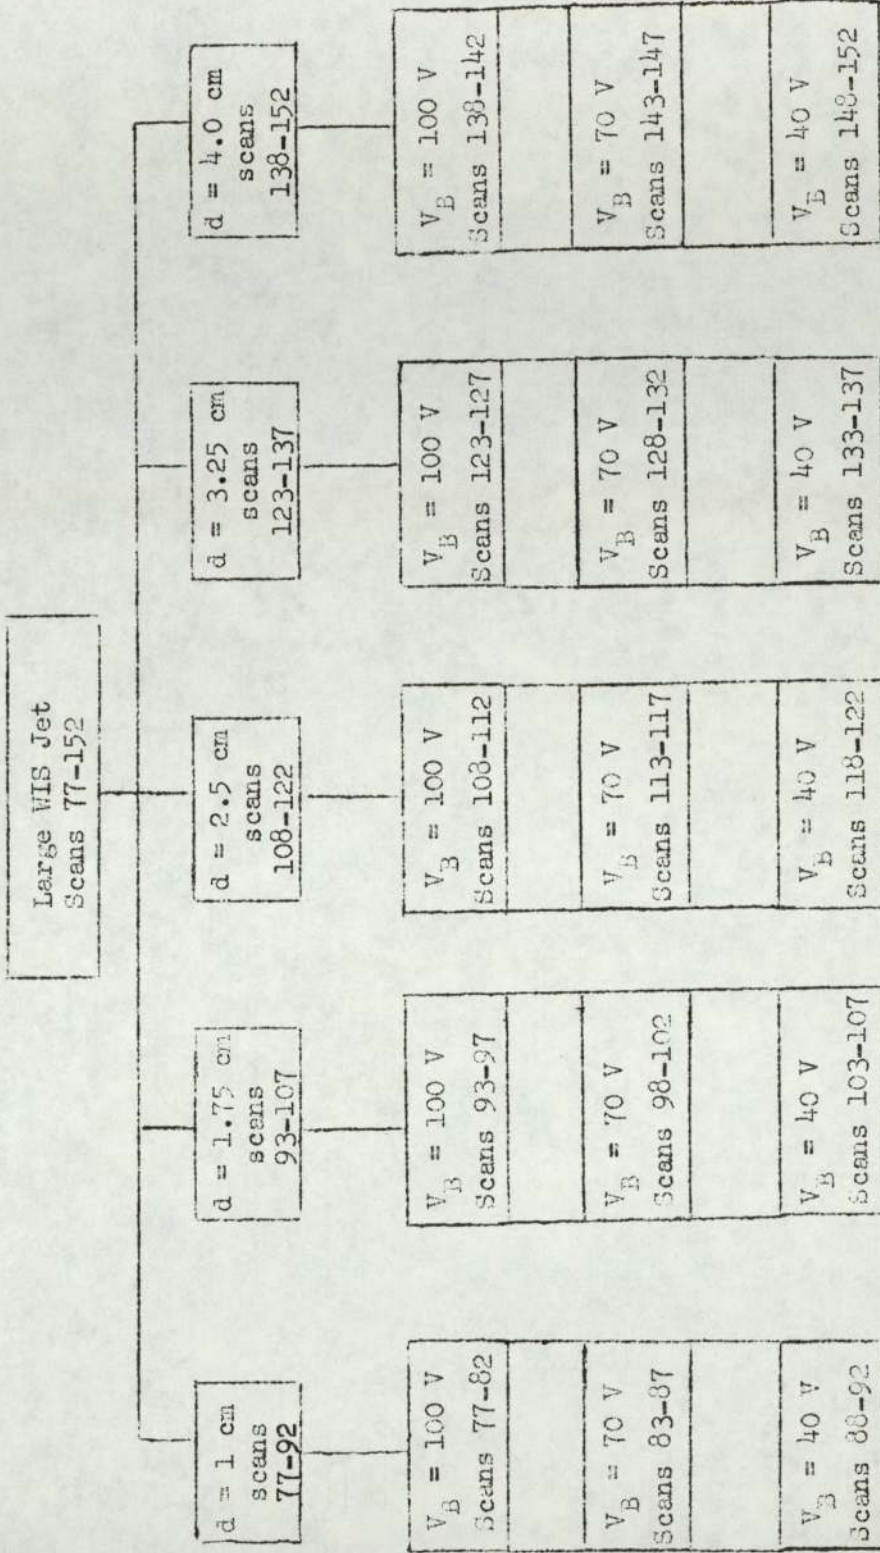 Large WIS Jet
Scans 77-152
d = 1 cm
scans
77-92
d = 1.75 cm
scans
93-107
d = 2.5 cm
scans
108-122
d = 3.25 cm
scans
123-137
d = 4.0 cm
scans
138-152
V_B = 100 V
Scans 77-82
V_B = 70 V
Scans 83-87
V_B = 40 V
Scans 88-92
V_B = 100 V
Scans 93-97
V_B = 70 V
Scans 98-102
V_B = 40 V
Scans 103-107
V_B = 100 V
Scans 108-112
V_B = 70 V
Scans 113-117
V_B = 40 V
Scans 118-122
V_B = 100 V
Scans 123-127
V_B = 70 V
Scans 128-132
V_B = 40 V
Scans 133-137
V_B = 100 V
Scans 138-142
V_B = 70 V
Scans 143-147
V_B = 40 V
Scans 148-152